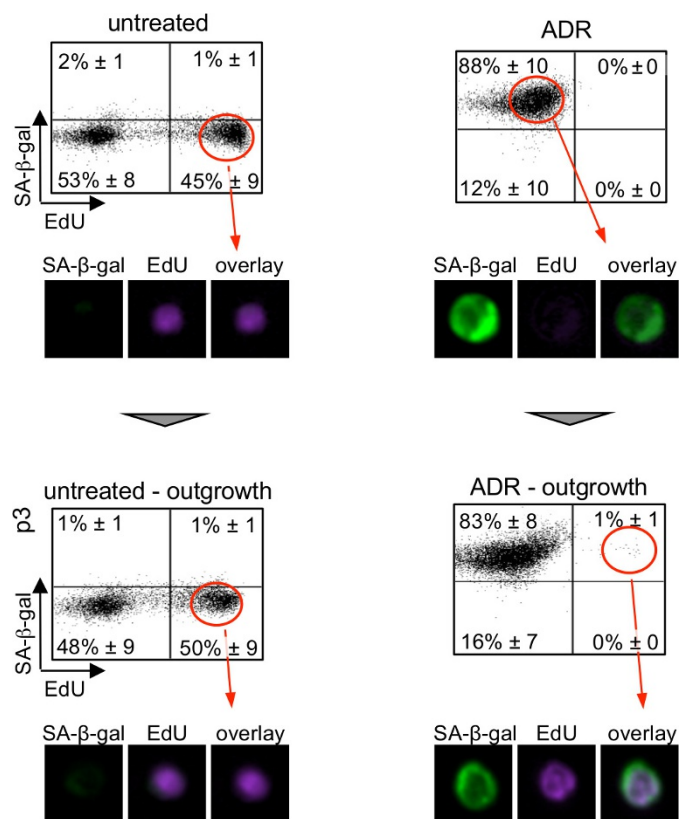 untreated
2% ± 1
1% ± 1
53% ± 8
45% ± 9
SA-β-gal
EdU
SA-β-gal EdU overlay
ADR
88% ± 10
0% ± 0
12% ± 10
0% ± 0
SA-β-gal EdU overlay
untreated - outgrowth
p3
1% ± 1
1% ± 1
48% ± 9
50% ± 9
SA-β-gal
EdU
SA-β-gal EdU overlay
ADR - outgrowth
83% ± 8
1% ± 1
16% ± 7
0% ± 0
SA-β-gal EdU overlay